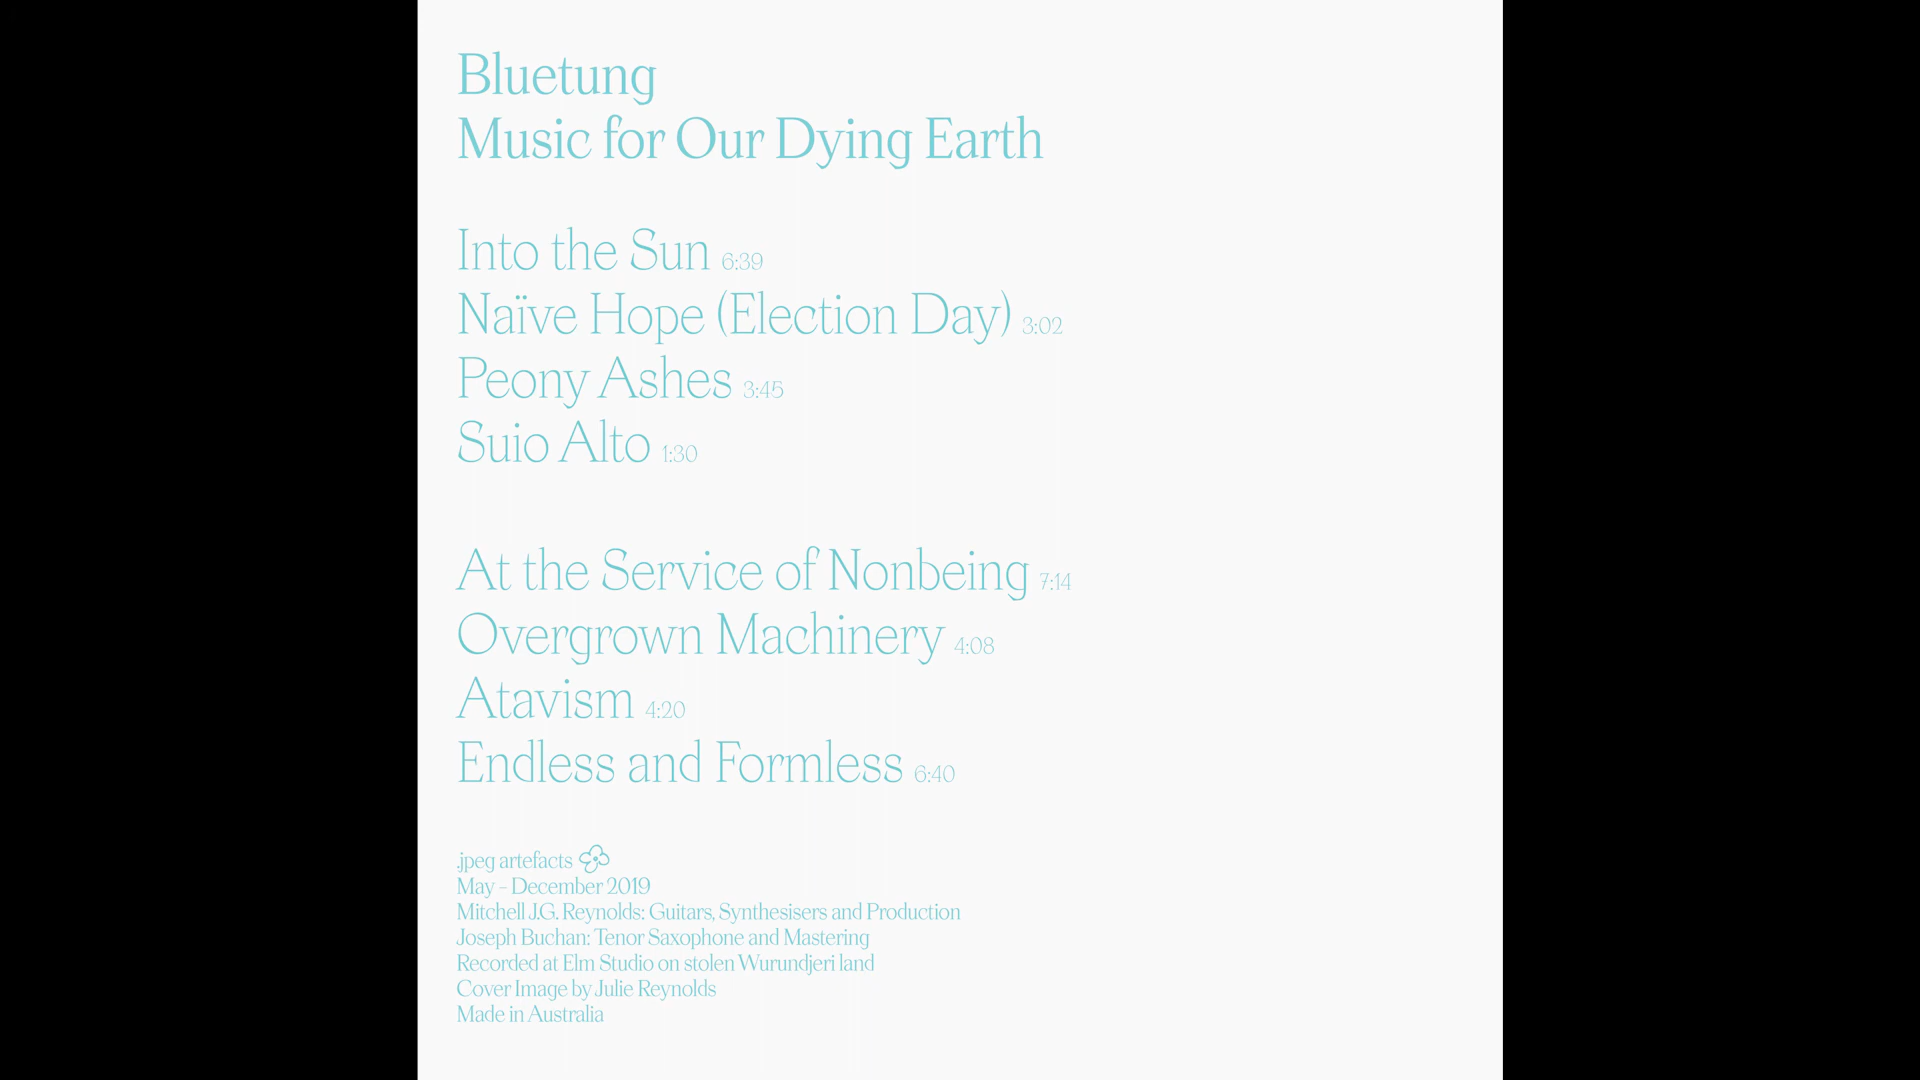 Bluetung
Music for Our Dying Earth
Into the Sun 6:39
Naïve Hope (Election Day) 3:02
Peony Ashes 3:45
Suio Alto 1:30
At the Service of Nonbeing 7:14
Overgrown Machinery 4:08
Atavism 4:20
Endless and Formless 6:40
.jpeg artefacts
May – December 2019
Mitchell J.G. Reynolds: Guitars, Synthesisers and Production
Joseph Buchan: Tenor Saxophone and Mastering
Recorded at Elm Studio on stolen Wurundjeri land
Cover Image by Julie Reynolds
Made in Australia